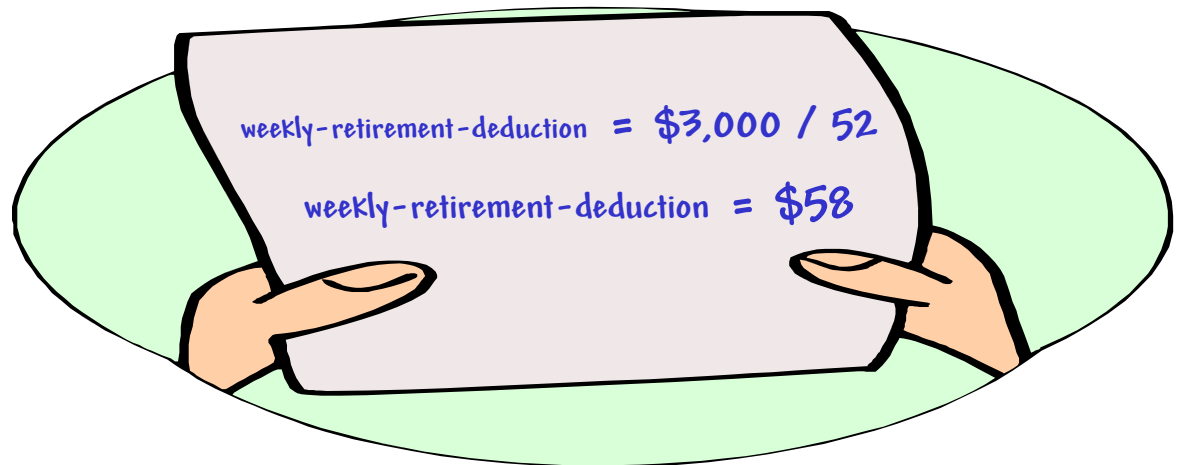 weekly-retirement-deduction = $3,000 / 52
weekly-retirement-deduction = $58